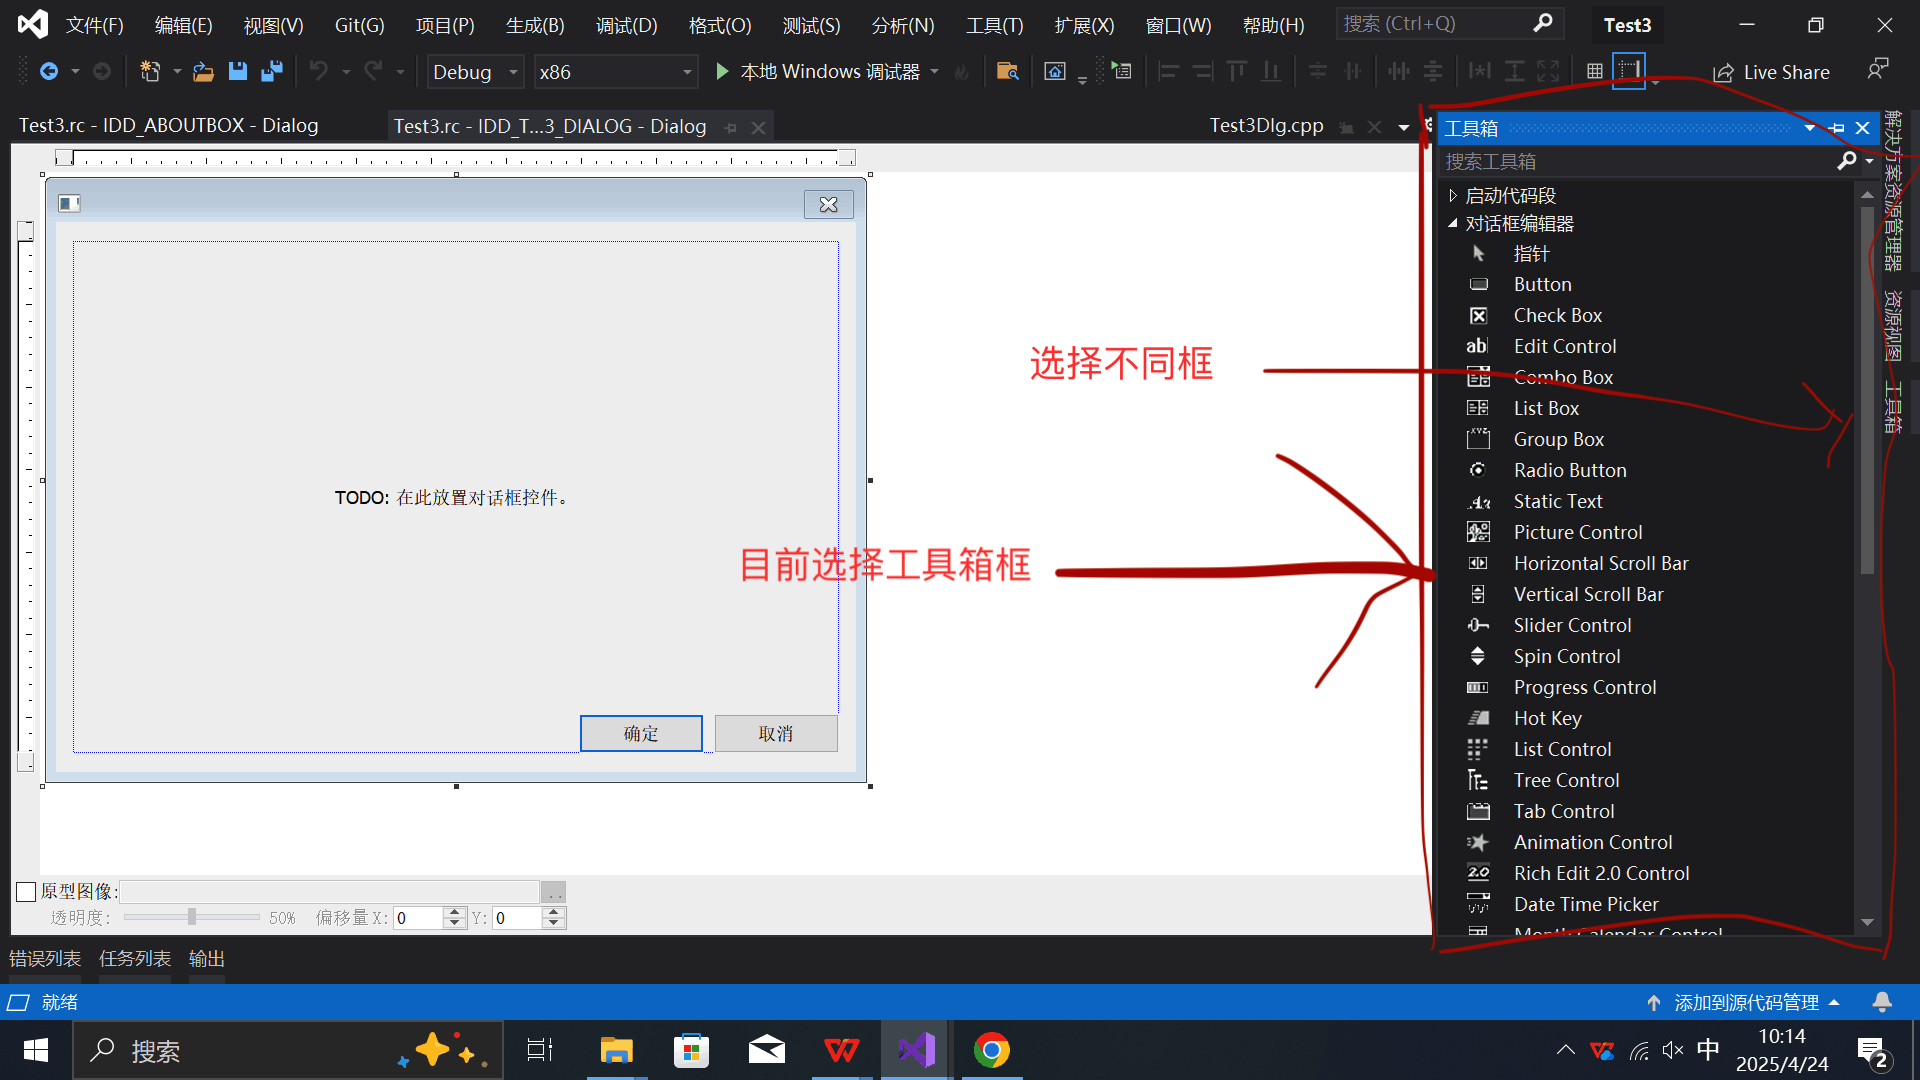 文件(F) 编辑(E) 视图(V) Git(G) 项目(P) 生成(B) 调试(D) 格式(O) 测试(S) 分析(N) 工具(T) 扩展(X) 窗口(W) 帮助(H) 搜索 (Ctrl+Q) Test3
Debug x86 本地 Windows 调试器 Live Share
Test3.rc - IDD_ABOUTBOX - Dialog Test3.rc - IDD_T...3_DIALOG - Dialog Test3Dlg.cpp
TODO: 在此放置对话框控件。
确定 取消
选择不同框
目前选择工具箱框
工具箱
搜索工具箱
启动代码段
对话框编辑器
指针
Button
Check Box
ab Edit Control
Combo Box
List Box
XYZ Group Box
Radio Button
Aa Static Text
Picture Control
Horizontal Scroll Bar
Vertical Scroll Bar
Slider Control
Spin Control
Progress Control
Hot Key
List Control
Tree Control
Tab Control
Animation Control
2.0 Rich Edit 2.0 Control
Date Time Picker
Month Calendar Control
解决方案资源管理器
资源视图
工具箱
原型图像: ..
透明度: 50% 偏移量 X: 0 Y: 0
错误列表 任务列表 输出
就绪 添加到源代码管理
搜索 中 10:14
2025/4/24 2